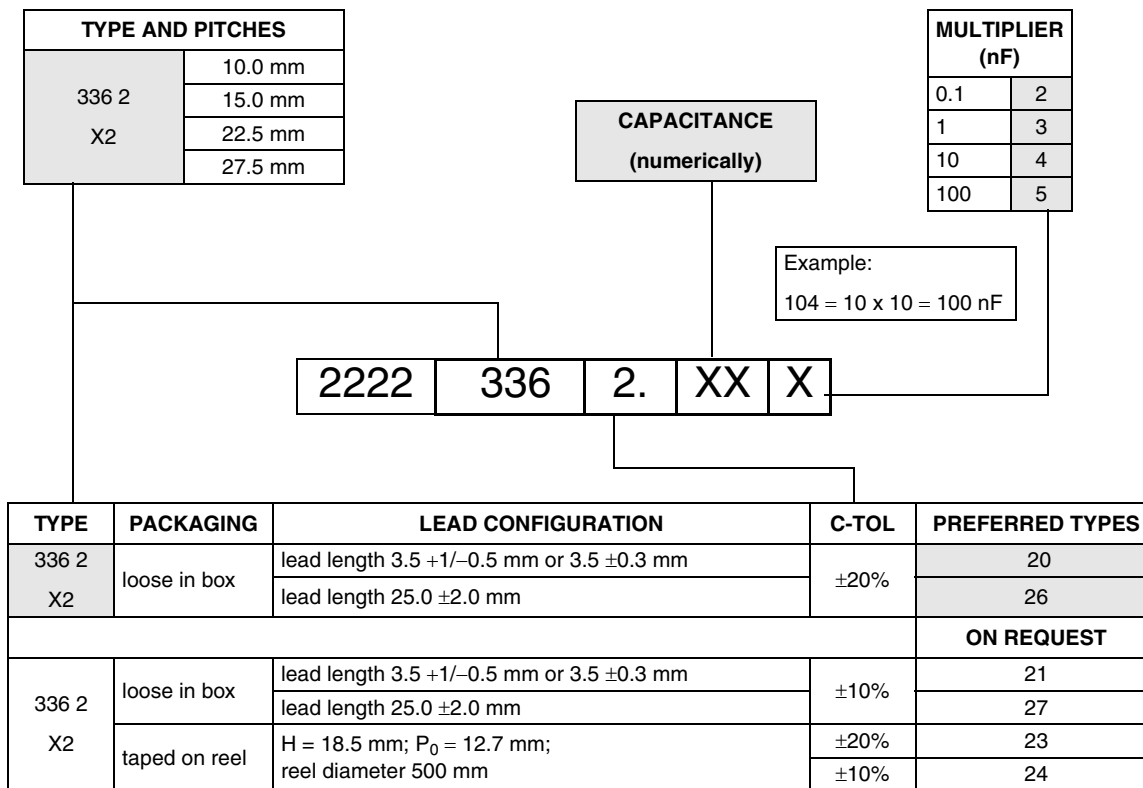 TYPE AND PITCHES
336 2
X2
10.0 mm
15.0 mm
22.5 mm
27.5 mm
CAPACITANCE
(numerically)
MULTIPLIER
(nF)
0.1 2
1 3
10 4
100 5
Example:
104 = 10 x 10 = 100 nF
2222 336 2. XX X
TYPE PACKAGING LEAD CONFIGURATION C-TOL PREFERRED TYPES
336 2
X2
loose in box
lead length 3.5 +1/−0.5 mm or 3.5 ±0.3 mm
lead length 25.0 ±2.0 mm
±20%
20
26
ON REQUEST
336 2
X2
loose in box
lead length 3.5 +1/−0.5 mm or 3.5 ±0.3 mm
lead length 25.0 ±2.0 mm
±10%
21
27
taped on reel
H = 18.5 mm; P₀ = 12.7 mm;
reel diameter 500 mm
±20% 23
±10% 24